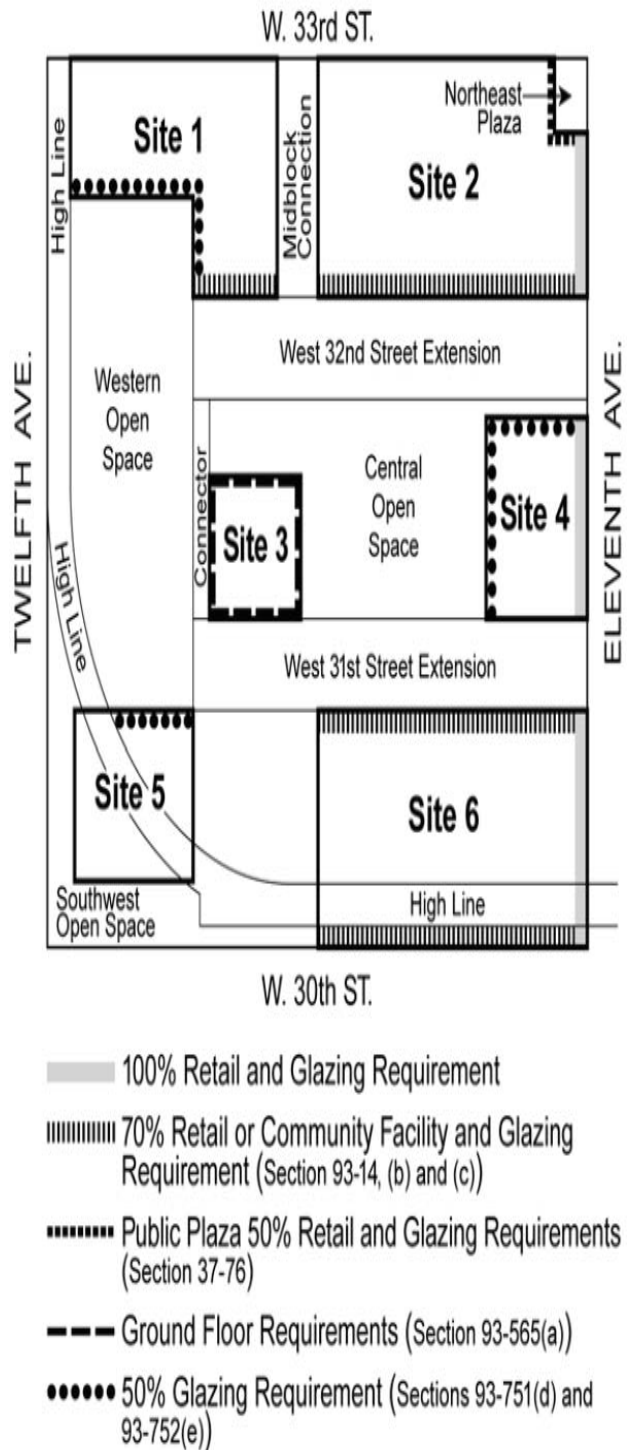 W. 33rd ST.
Northeast
Plaza
High Line
Site 1
Midblock
Connection
Site 2
West 32nd Street Extension
TWELFTH AVE.
Western
Open
Space
Connector
Central
Open
Space
Site 3
Site 4
ELEVENTH AVE.
High Line
West 31st Street Extension
Site 5
Site 6
Southwest
Open Space
High Line
W. 30th ST.
100% Retail and Glazing Requirement
70% Retail or Community Facility and Glazing
Requirement (Section 93-14, (b) and (c))
Public Plaza 50% Retail and Glazing Requirements
(Section 37-76)
Ground Floor Requirements (Section 93-565(a))
50% Glazing Requirement (Sections 93-751(d) and
93-752(e))